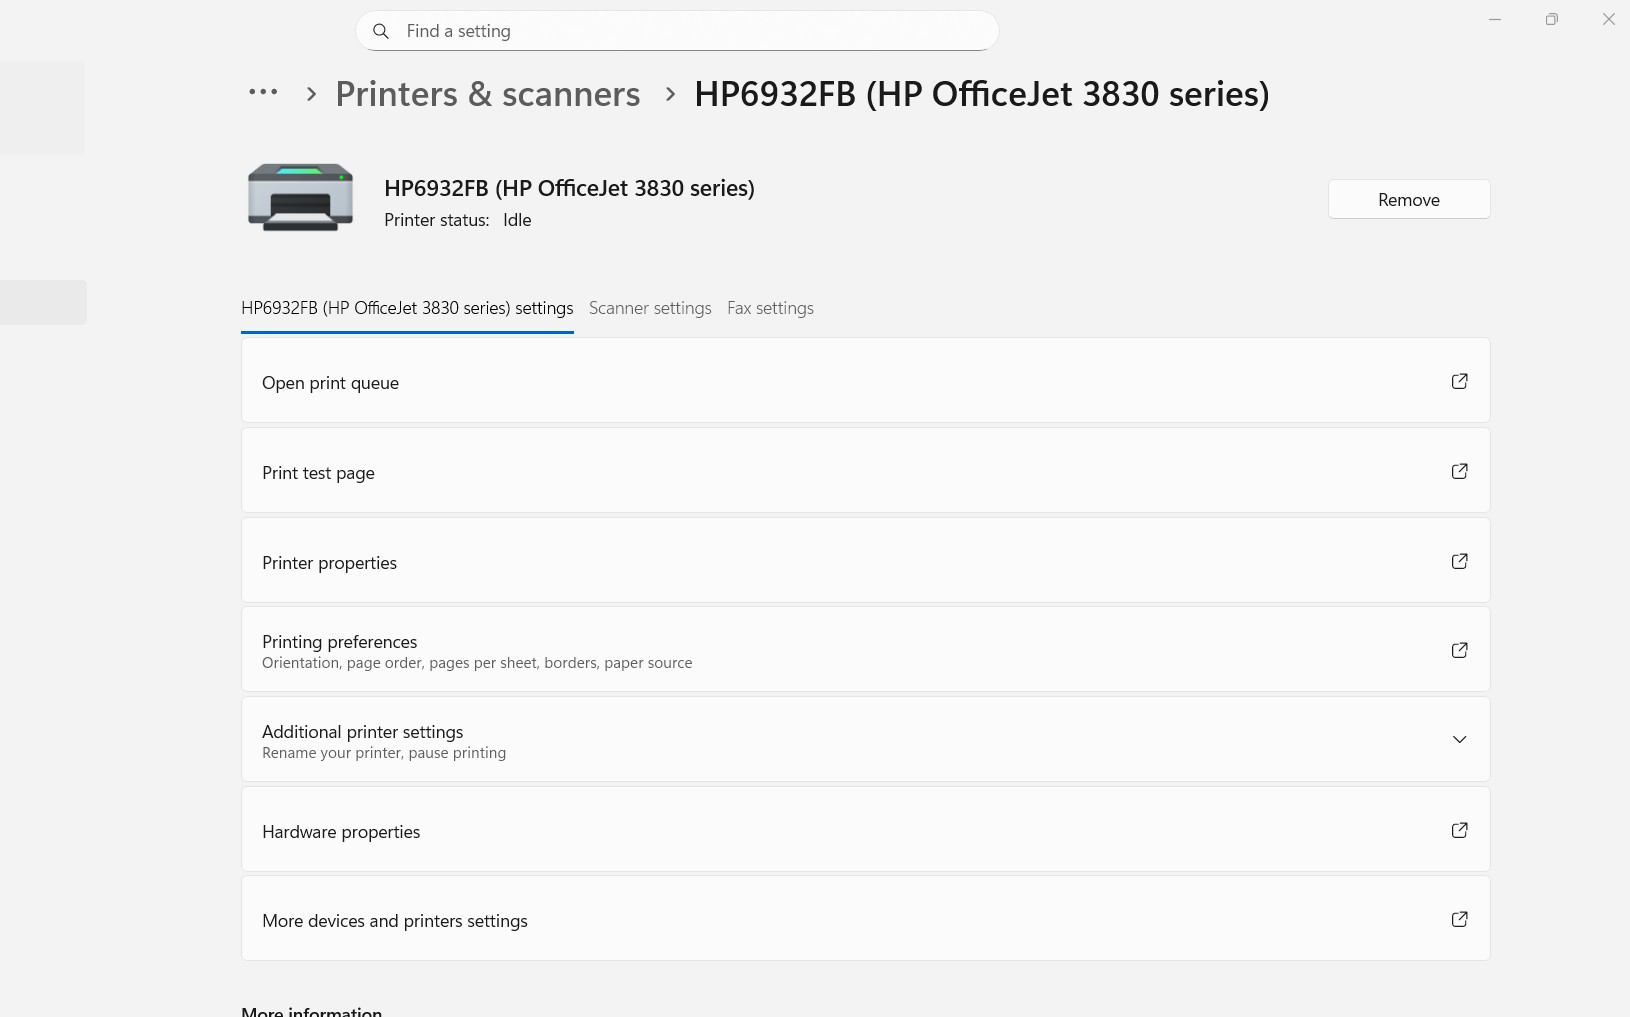 Find a setting
Printers & scanners > HP6932FB (HP OfficeJet 3830 series)
HP6932FB (HP OfficeJet 3830 series)
Printer status: Idle
Remove
HP6932FB (HP OfficeJet 3830 series) settings Scanner settings Fax settings
Open print queue
Print test page
Printer properties
Printing preferences
Orientation, page order, pages per sheet, borders, paper source
Additional printer settings
Rename your printer, pause printing
Hardware properties
More devices and printers settings
More information